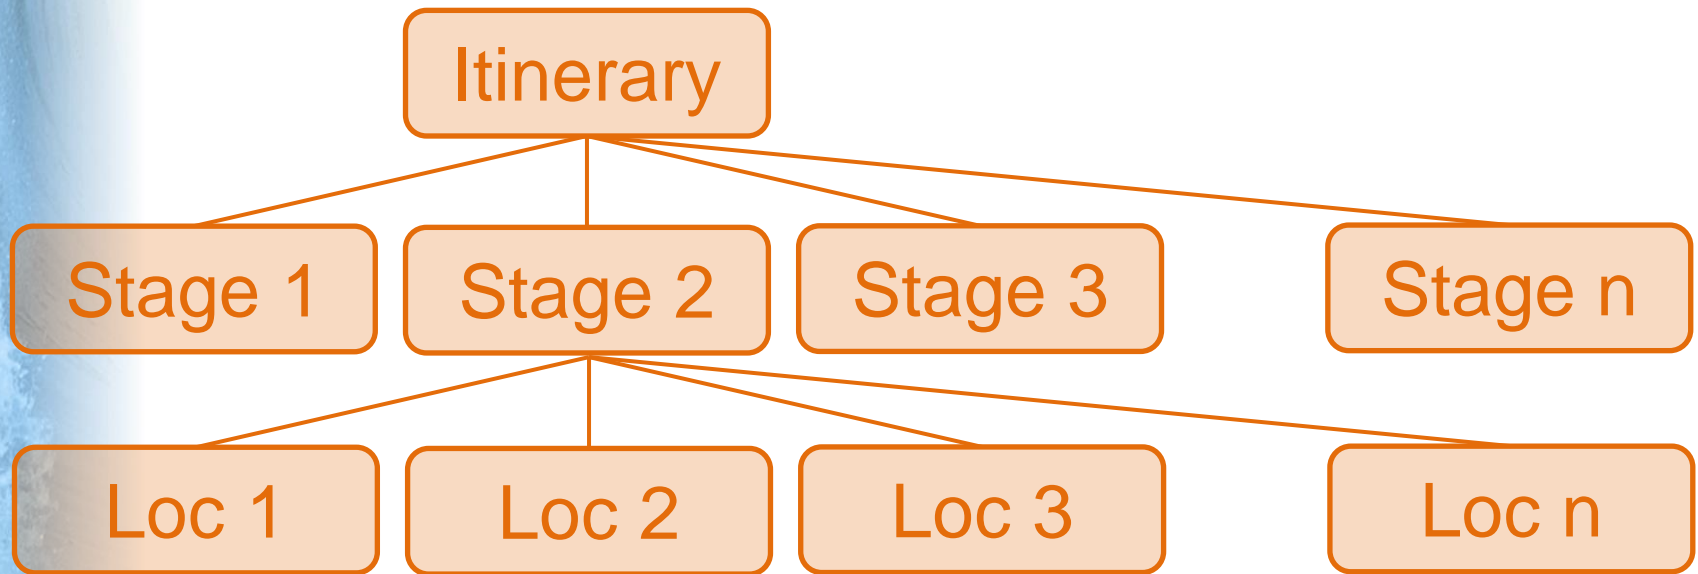 Itinerary
Stage 1
Stage 2
Stage 3
Stage n
Loc 1
Loc 2
Loc 3
Loc n